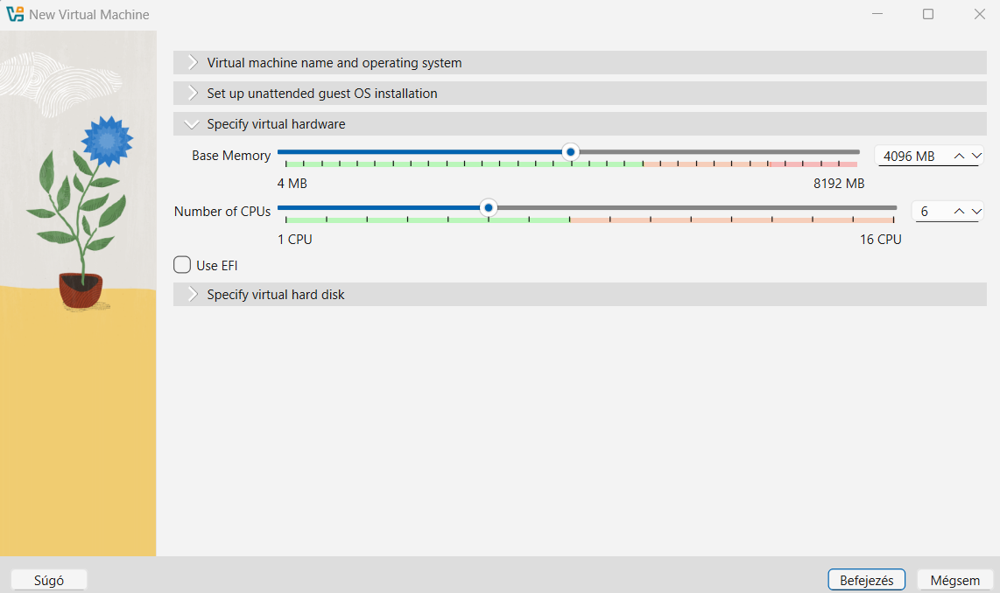 New Virtual Machine
Virtual machine name and operating system
Set up unattended guest OS installation
Specify virtual hardware
Base Memory
4096 MB
4 MB
8192 MB
Number of CPUs
6
1 CPU
16 CPU
Use EFI
Specify virtual hard disk
Súgó
Befejezés
Mégsem